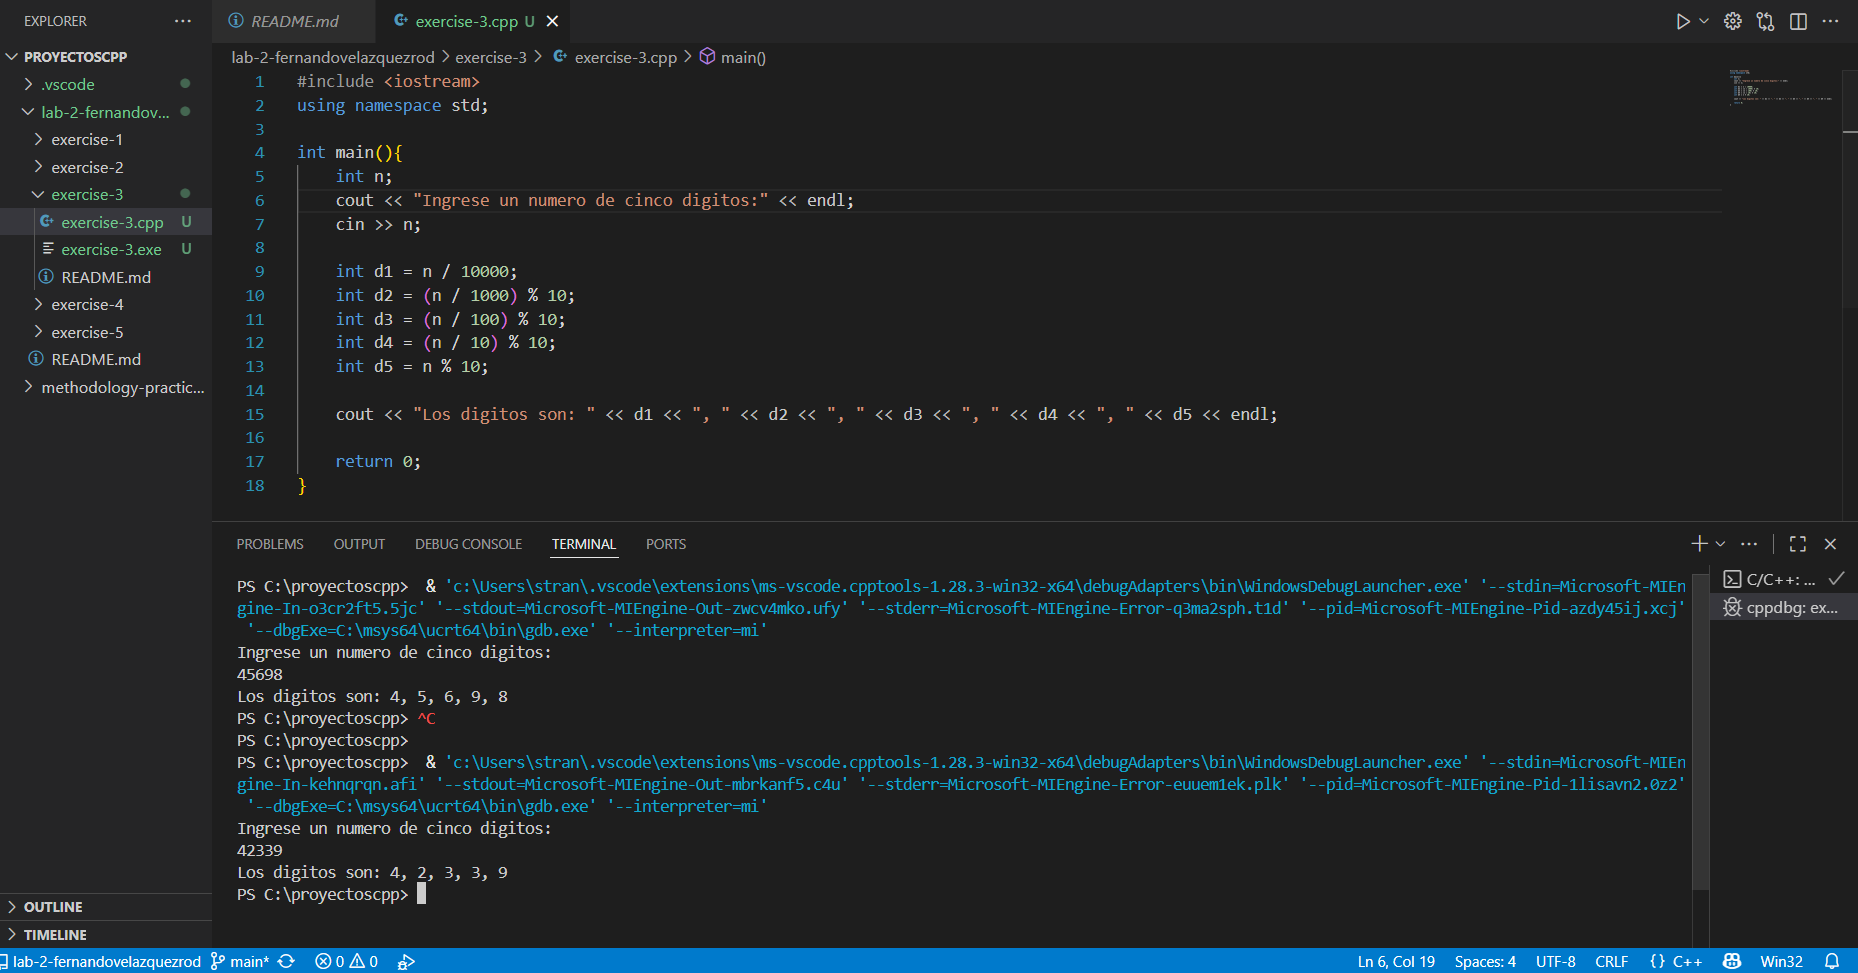 EXPLORER
PROYECTOSCPP
.vscode
lab-2-fernandov...
exercise-1
exercise-2
exercise-3
exercise-3.cpp U
exercise-3.exe U
README.md
exercise-4
exercise-5
README.md
methodology-practic...
OUTLINE
TIMELINE
README.md
exercise-3.cpp U
lab-2-fernandovelazquezrod > exercise-3 > exercise-3.cpp > main()
1 #include <iostream>
2 using namespace std;
3
4 int main(){
5 int n;
6 cout << "Ingrese un numero de cinco digitos:" << endl;
7 cin >> n;
8
9 int d1 = n / 10000;
10 int d2 = (n / 1000) % 10;
11 int d3 = (n / 100) % 10;
12 int d4 = (n / 10) % 10;
13 int d5 = n % 10;
14
15 cout << "Los digitos son: " << d1 << ", " << d2 << ", " << d3 << ", " << d4 << ", " << d5 << endl;
16
17 return 0;
18 }
PROBLEMS OUTPUT DEBUG CONSOLE TERMINAL PORTS
PS C:\proyectoscpp> & 'c:\Users\stran\.vscode\extensions\ms-vscode.cpptools-1.28.3-win32-x64\debugAdapters\bin\WindowsDebugLauncher.exe' '--stdin=Microsoft-MIEn
gine-In-o3cr2ft5.5jc' '--stdout=Microsoft-MIEngine-Out-zwcv4mko.ufy' '--stderr=Microsoft-MIEngine-Error-q3ma2sph.t1d' '--pid=Microsoft-MIEngine-Pid-azdy45ij.xcj'
'--dbgExe=C:\msys64\ucrt64\bin\gdb.exe' '--interpreter=mi'
Ingrese un numero de cinco digitos:
45698
Los digitos son: 4, 5, 6, 9, 8
PS C:\proyectoscpp> ^C
PS C:\proyectoscpp>
PS C:\proyectoscpp> & 'c:\Users\stran\.vscode\extensions\ms-vscode.cpptools-1.28.3-win32-x64\debugAdapters\bin\WindowsDebugLauncher.exe' '--stdin=Microsoft-MIEn
gine-In-kehnqrqn.afi' '--stdout=Microsoft-MIEngine-Out-mbrkanf5.c4u' '--stderr=Microsoft-MIEngine-Error-euuem1ek.plk' '--pid=Microsoft-MIEngine-Pid-1lisavn2.0z2'
'--dbgExe=C:\msys64\ucrt64\bin\gdb.exe' '--interpreter=mi'
Ingrese un numero de cinco digitos:
42339
Los digitos son: 4, 2, 3, 3, 9
PS C:\proyectoscpp>
C/C++: ...
cppdbg: ex...
lab-2-fernandovelazquezrod main* 0 0 Ln 6, Col 19 Spaces: 4 UTF-8 CRLF {} C++ Win32